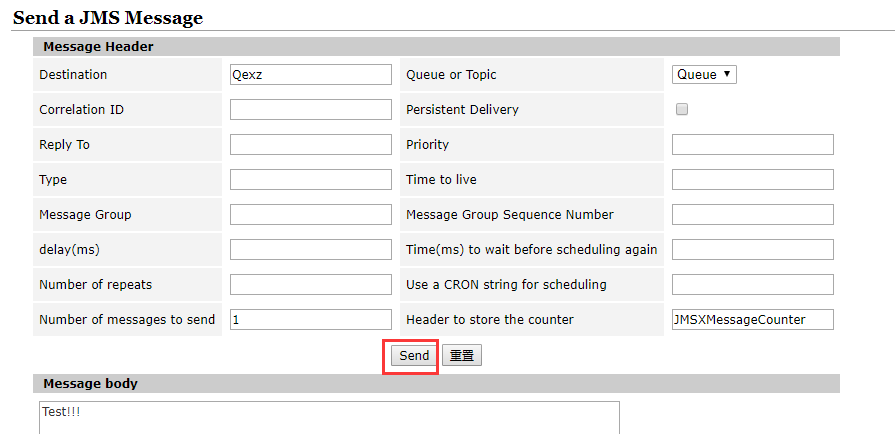 Send a JMS Message
Message Header
Destination Qexz Queue or Topic Queue
Correlation ID Persistent Delivery
Reply To Priority
Type Time to live
Message Group Message Group Sequence Number
delay(ms) Time(ms) to wait before scheduling again
Number of repeats Use a CRON string for scheduling
Number of messages to send 1 Header to store the counter JMSXMessageCounter
Send 重置
Message body
Test!!!